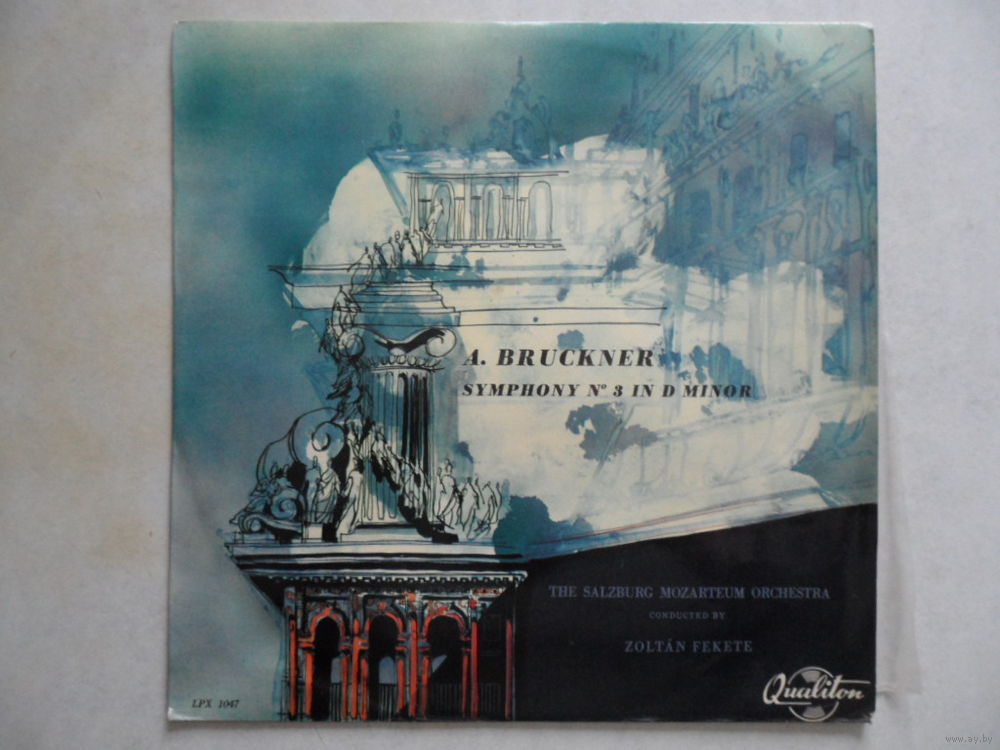 A. BRUCKNER
SYMPHONY Nº 3 IN D MINOR
THE SALZBURG MOZARTEUM ORCHESTRA
CONDUCTED BY
ZOLTÁN FEKETE
LPX 1047
Qualiton
www.ay.by